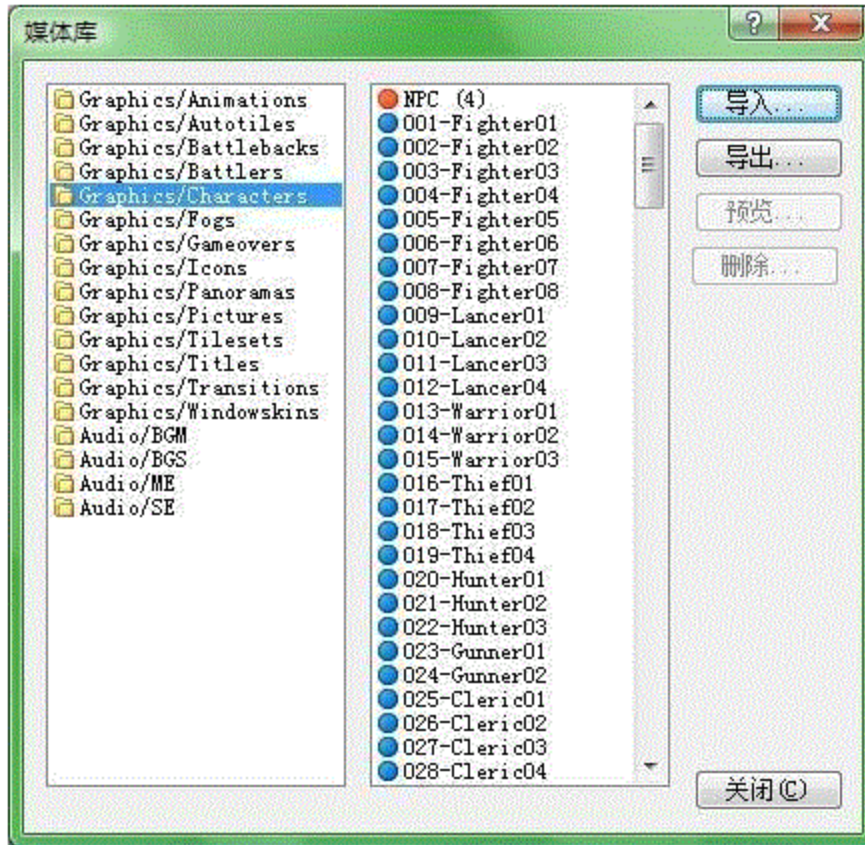 媒体库
Graphics/Animations
Graphics/Autotiles
Graphics/Battlebacks
Graphics/Battlers
Graphics/Characters
Graphics/Fogs
Graphics/Gameovers
Graphics/Icons
Graphics/Panoramas
Graphics/Pictures
Graphics/Tilesets
Graphics/Titles
Graphics/Transitions
Graphics/Windowskins
Audio/BGM
Audio/BGS
Audio/ME
Audio/SE
NPC (4)
001-Fighter01
002-Fighter02
003-Fighter03
004-Fighter04
005-Fighter05
006-Fighter06
007-Fighter07
008-Fighter08
009-Lancer01
010-Lancer02
011-Lancer03
012-Lancer04
013-Warrior01
014-Warrior02
015-Warrior03
016-Thief01
017-Thief02
018-Thief03
019-Thief04
020-Hunter01
021-Hunter02
022-Hunter03
023-Gunner01
024-Gunner02
025-Cleric01
026-Cleric02
027-Cleric03
028-Cleric04
导入...
导出...
预览...
删除...
关闭(C)